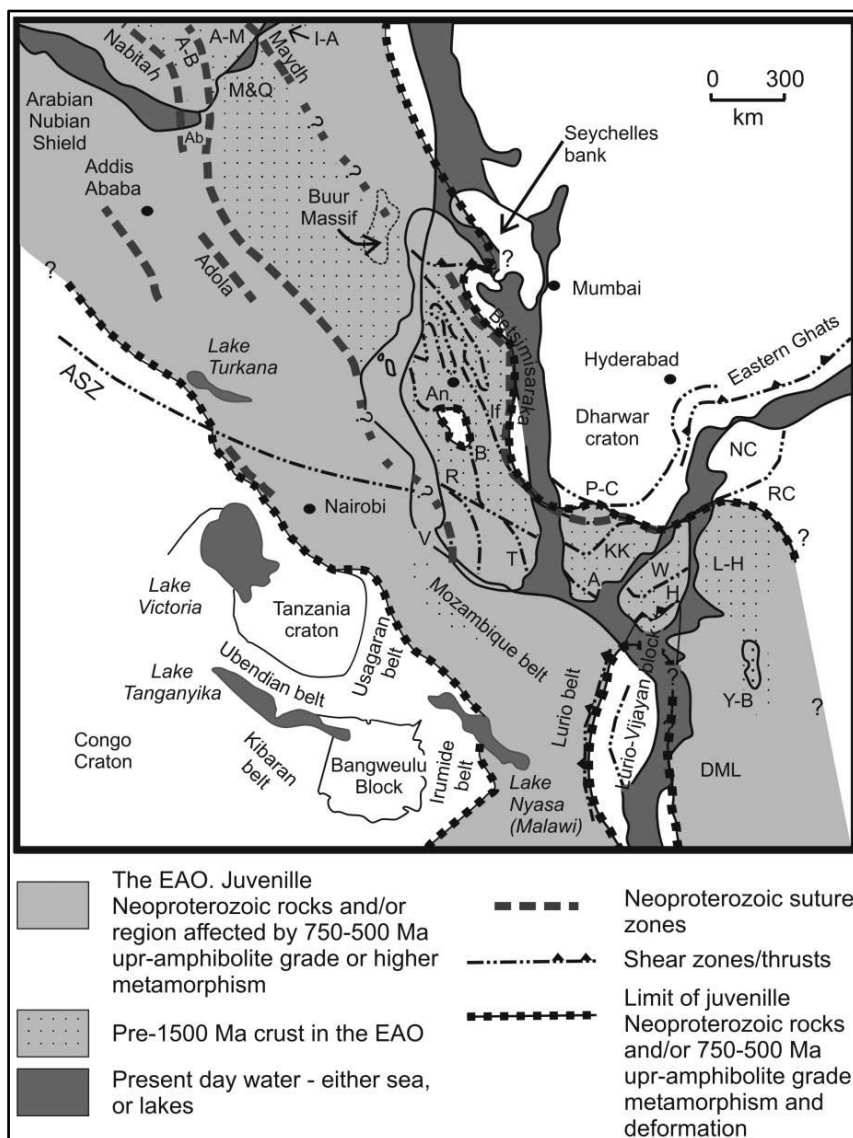 Nabitah
A-B
A-M
Maydh
I-A
M&Q
Arabian
Nubian
Shield
Ab
0 300
km
Seychelles
bank
Addis
Ababa
Buur
Massif
?
?
?
?
Adola
Mumbai
?
Lake
Turkana
Betsimisaraka
Hyderabad
Eastern Ghats
ASZ
An
If
Dharwar
craton
?
B
NC
R
P-C
RC
?
Nairobi
V
T
KK
W
L-H
?
A
H
Lake
Victoria
Tanzania
craton
Mozambique belt
Usagaran
belt
Ubendian belt
Lake
Tanganyika
Lurio belt
Lurio-Vijayan block
?
Y-B
?
Congo
Craton
Kibaran
belt
Bangweulu
Block
Irumide
belt
Lake
Nyasa
(Malawi)
DML
The EAO. Juvenille
Neoproterozoic rocks and/or
region affected by 750-500 Ma
upr-amphibolite grade or higher
metamorphism
Pre-1500 Ma crust in the EAO
Present day water - either sea,
or lakes
Neoproterozoic suture
zones
Shear zones/thrusts
Limit of juvenille
Neoproterozoic rocks
and/or 750-500 Ma
upr-amphibolite grade
metamorphism and
deformation